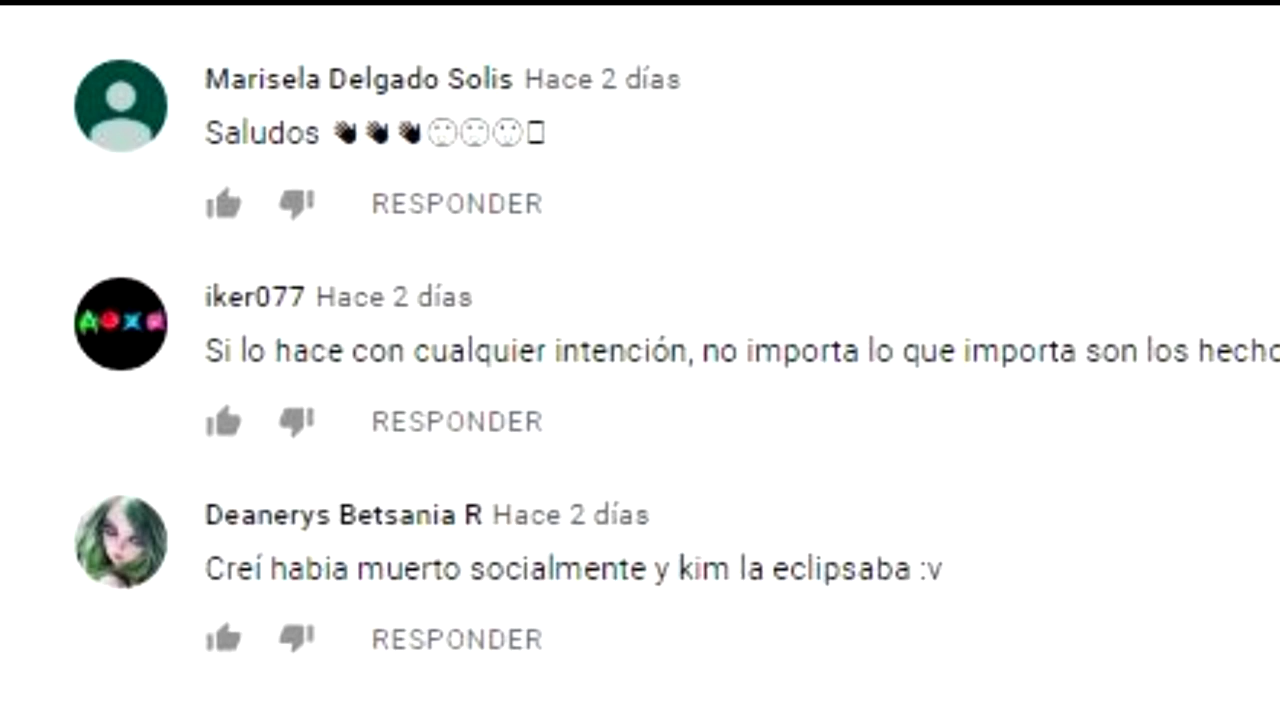 Marisela Delgado Solis Hace 2 días
Saludos 👋👋👋🙄🙄🙄
RESPONDER
iker077 Hace 2 días
Si lo hace con cualquier intención, no importa lo que importa son los hecho
RESPONDER
Deanerys Betsania R Hace 2 días
Creí habia muerto socialmente y kim la eclipsaba :v
RESPONDER